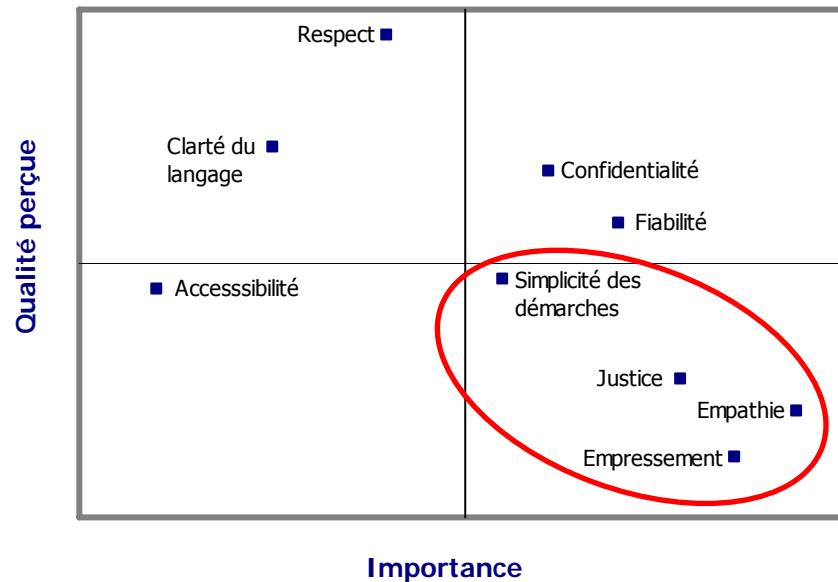 Respect
Clarté du
langage
Confidentialité
Fiabilité
Qualité perçue
Accesssibilité
Simplicité des
démarches
Justice
Empathie
Empressement
Importance